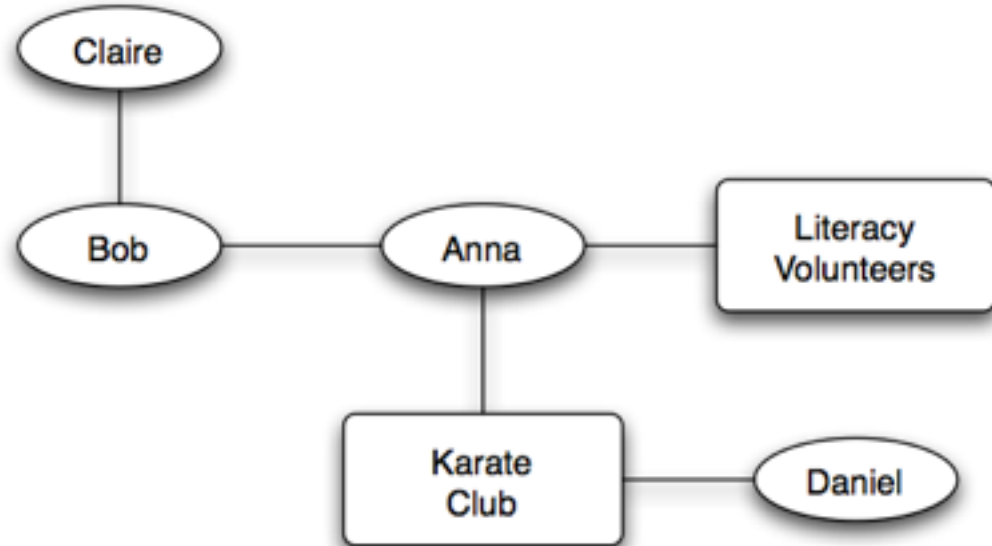 Claire
Bob
Anna
Literacy
Volunteers
Karate
Club
Daniel